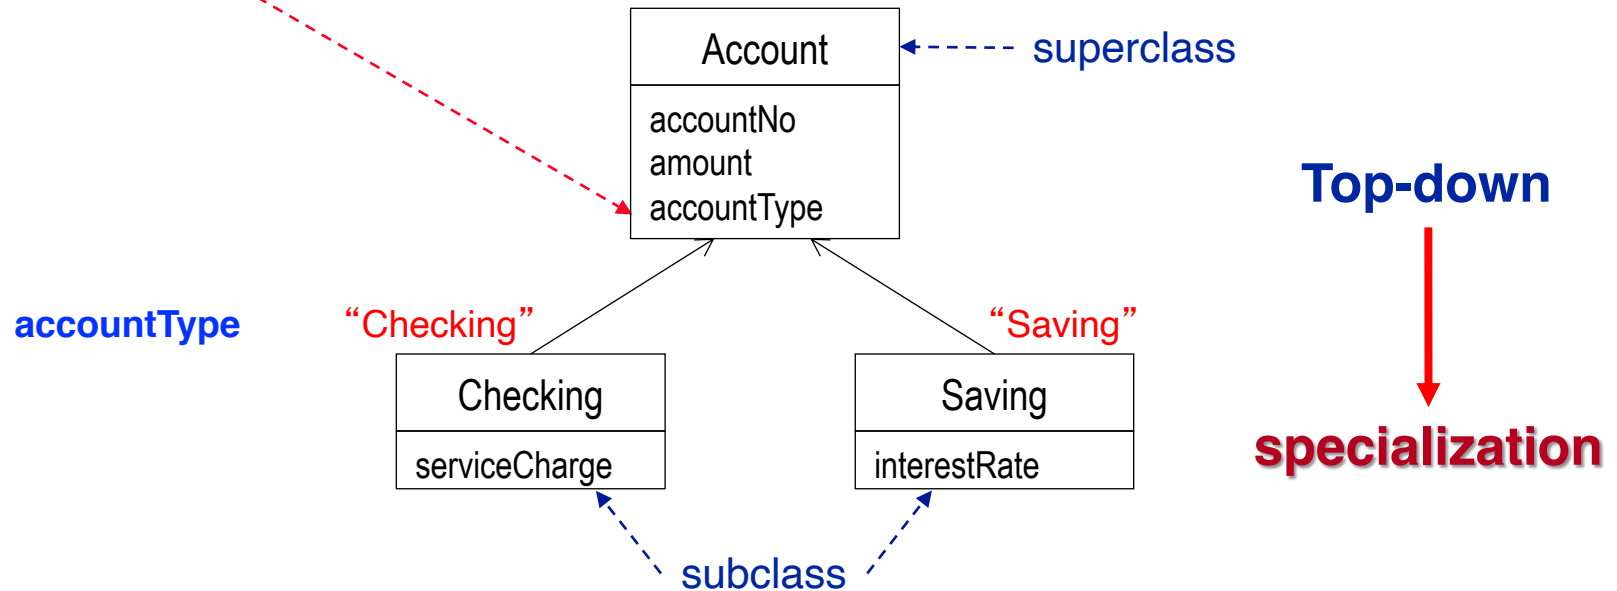 Account
superclass
accountNo
amount
accountType
Top-down
accountType
“Checking”
“Saving”
Checking
Saving
serviceCharge
interestRate
specialization
subclass